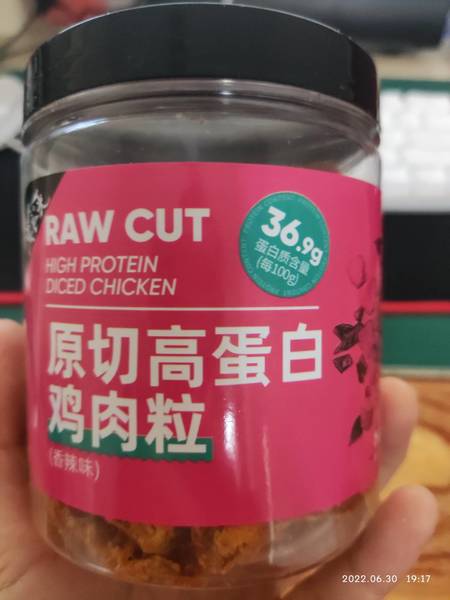 RAW CUT
HIGH PROTEIN
DICED CHICKEN
36.9g
蛋白质含量
(每100g)
原切高蛋白
鸡肉粒
(香辣味)
2022.06.30 19:17